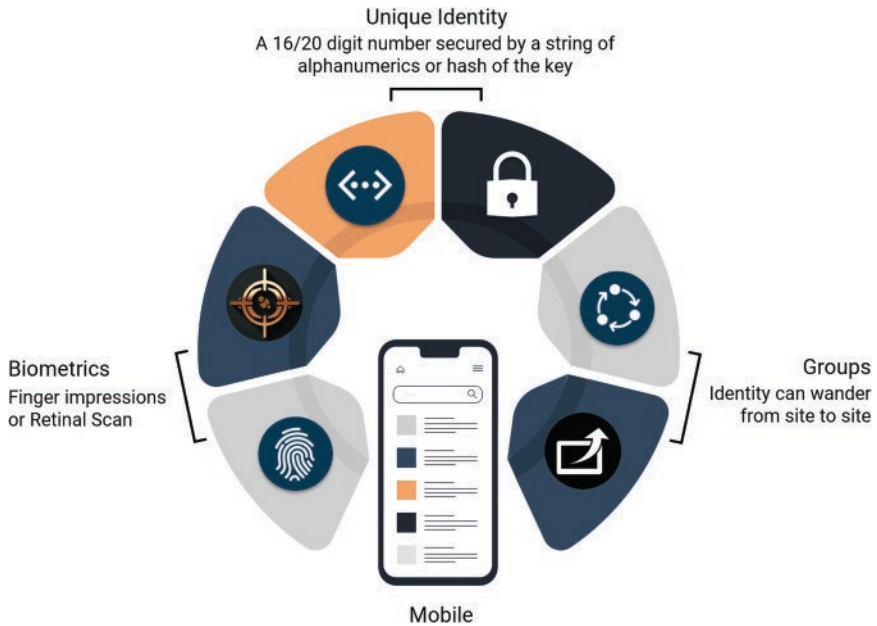 Unique Identity
A 16/20 digit number secured by a string of
alphanumerics or hash of the key
Biometrics
Finger impressions
or Retinal Scan
Groups
Identity can wander
from site to site
Mobile